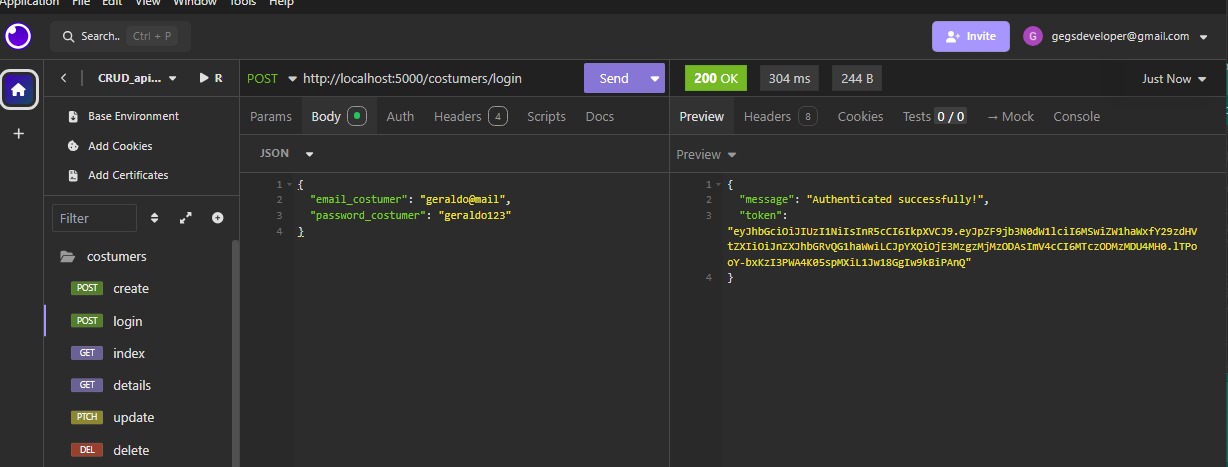 Application File Edit View Window Tools Help
Search.. Ctrl + P
Invite
G gegsdeveloper@gmail.com
CRUD_api... R
POST http://localhost:5000/costumers/login Send
200 OK 304 ms 244 B Just Now
Base Environment
Add Cookies
Add Certificates
Filter
costumers
POST create
POST login
GET index
GET details
PTCH update
DEL delete
Params Body Auth Headers 4 Scripts Docs
JSON
1 {
2 "email_costumer": "geraldo@mail",
3 "password_costumer": "geraldo123"
4 }
Preview Headers 8 Cookies Tests 0 / 0 → Mock Console
Preview
1 {
2 "message": "Authenticated successfully!",
3 "token":
4 }